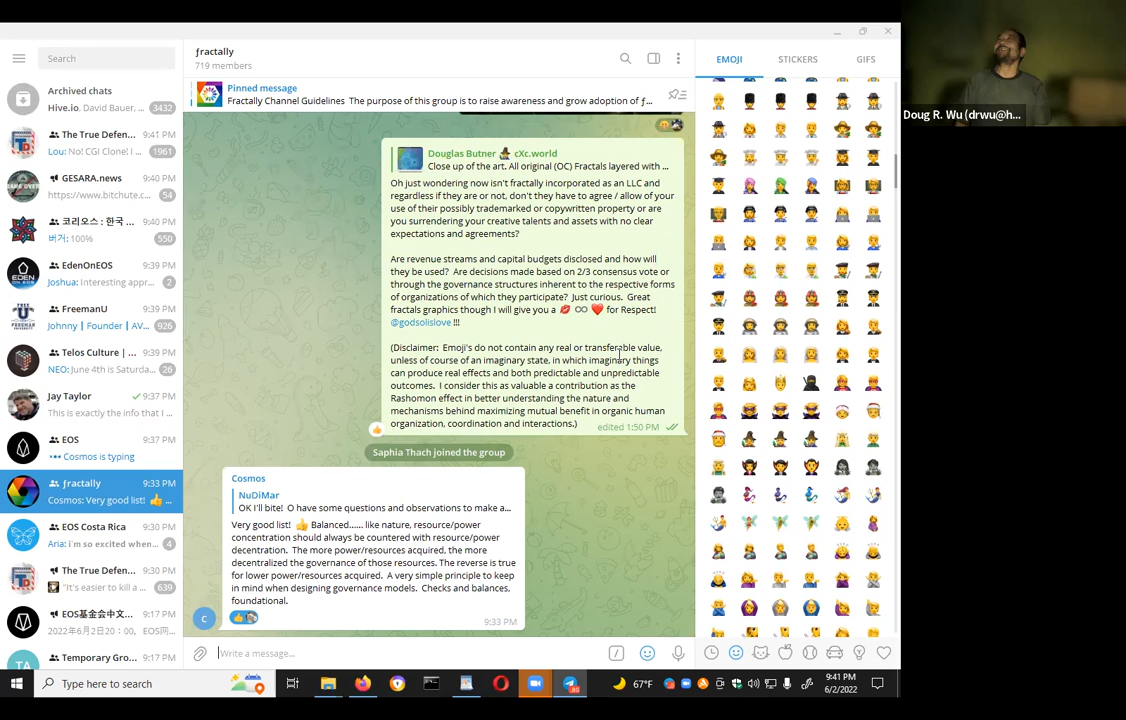 Search
Archived chats
Hive.io, David Bauer, ... 3432
The True Defen... 9:41 PM
Lou: No! CGI Clone! I ... 1961
GESARA.news 9:40 PM
https://www.bitchute.c... 54
코리오스 : 한국 ... 9:40 PM
버거: 100% 550
EdenOnEOS 9:39 PM
Joshua: Interesting appr... 2
FreemanU 9:39 PM
Johnny | Founder | AV... 926
Telos Culture | ... 9:39 PM
NEO: June 4th is Saturda... 26
Jay Taylor 9:37 PM
This is exactly the info that I ...
EOS 9:37 PM
Cosmos is typing
ƒractally 9:33 PM
Cosmos: Very good list! 👍 ...
EOS Costa Rica 9:30 PM
Aria: i'm so excited when... 4
The True Defen... 9:30 PM
"It's easier to kill a ... 639
EOS基金会中文... 9:17 PM
2022年6月2日20：00，EOS网...
Temporary Gro... 9:17 PM
TA
ƒractally
719 members
Pinned message
Fractally Channel Guidelines The purpose of this group is to raise awareness and grow adoption of ƒ...
Douglas Butner cXc.world
Close up of the art. All original (OC) Fractals layered with ...
Oh just wondering now isn't fractally incorporated as an LLC and
regardless if they are or not, don't they have to agree / allow of your
use of their possibly trademarked or copywritten property or are
you surrendering your creative talents and assets with no clear
expectations and agreements?
Are revenue streams and capital budgets disclosed and how will
they be used? Are decisions made based on 2/3 consensus vote or
through the governance structures inherent to the respective forms
of organizations of which they participate? Just curious. Great
fractals graphics though I will give you a 💋 ♾ ❤️ for Respect!
@godsolislove !!!
(Disclaimer: Emoji's do not contain any real or transferable value,
unless of course of an imaginary state, in which imaginary things
can produce real effects and both predictable and unpredictable
outcomes. I consider this as valuable a contribution as the
Rashomon effect in better understanding the nature and
mechanisms behind maximizing mutual benefit in organic human
organization, coordination and interactions.) edited 1:50 PM
Saphia Thach joined the group
Cosmos
NuDiMar
OK I'll bite! O have some questions and observations to make a...
Very good list! 👍 Balanced...... like nature, resource/power
concentration should always be countered with resource/power
decentration. The more power/resources acquired, the more
decentralized the governance of those resources. The reverse is true
for lower power/resources acquired. A very simple principle to keep
in mind when designing governance models. Checks and balances,
foundational.
9:33 PM
C
Write a message...
EMOJI STICKERS GIFS
Doug R. Wu (drwu@h...
Type here to search
67°F
9:41 PM
6/2/2022